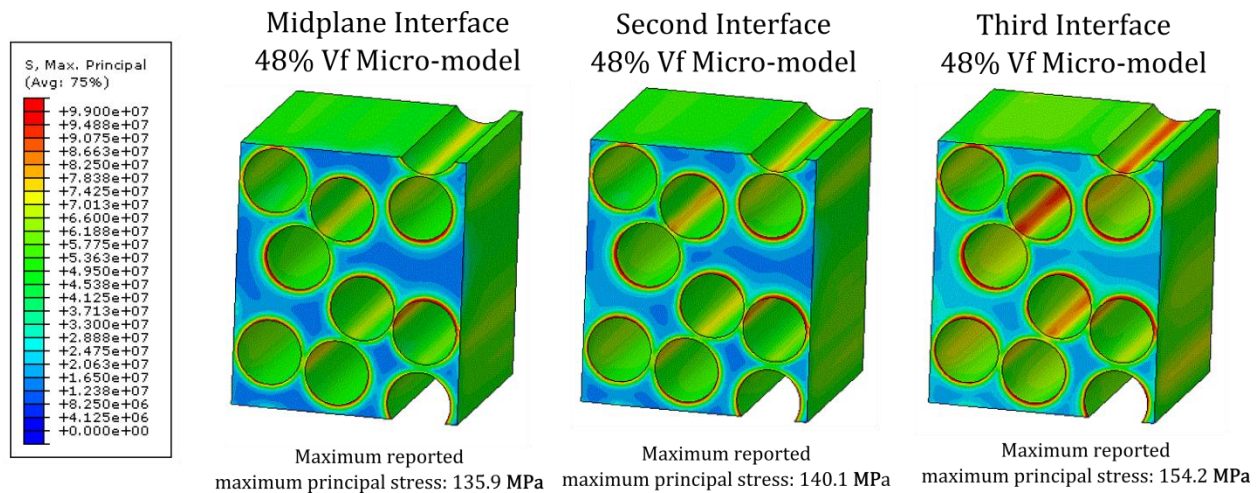 Midplane Interface
48% Vf Micro-model
Second Interface
48% Vf Micro-model
Third Interface
48% Vf Micro-model
S, Max. Principal
(Avg: 75%)
+9.900e+07
+9.488e+07
+9.075e+07
+8.663e+07
+8.250e+07
+7.838e+07
+7.425e+07
+7.013e+07
+6.600e+07
+6.188e+07
+5.775e+07
+5.363e+07
+4.950e+07
+4.538e+07
+4.125e+07
+3.713e+07
+3.300e+07
+2.888e+07
+2.475e+07
+2.063e+07
+1.650e+07
+1.238e+07
+8.250e+06
+4.125e+06
+0.000e+00
Maximum reported
maximum principal stress: 135.9 MPa
Maximum reported
maximum principal stress: 140.1 MPa
Maximum reported
maximum principal stress: 154.2 MPa